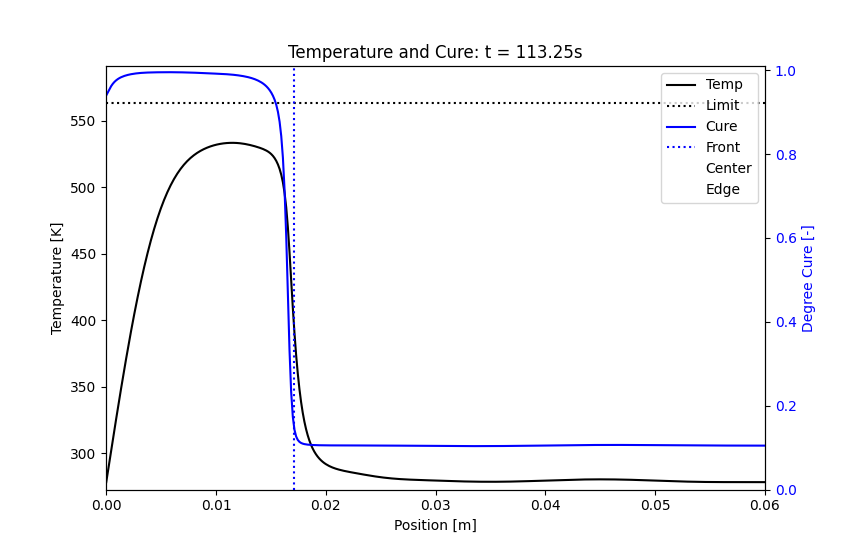 Temperature and Cure: t = 113.25s
Temp
Limit
Cure
Front
Center
Edge
Temperature [K]
550
500
450
400
350
300
Degree Cure [-]
1.0
0.8
0.6
0.4
0.2
0.0
0.00 0.01 0.02 0.03 0.04 0.05 0.06
Position [m]